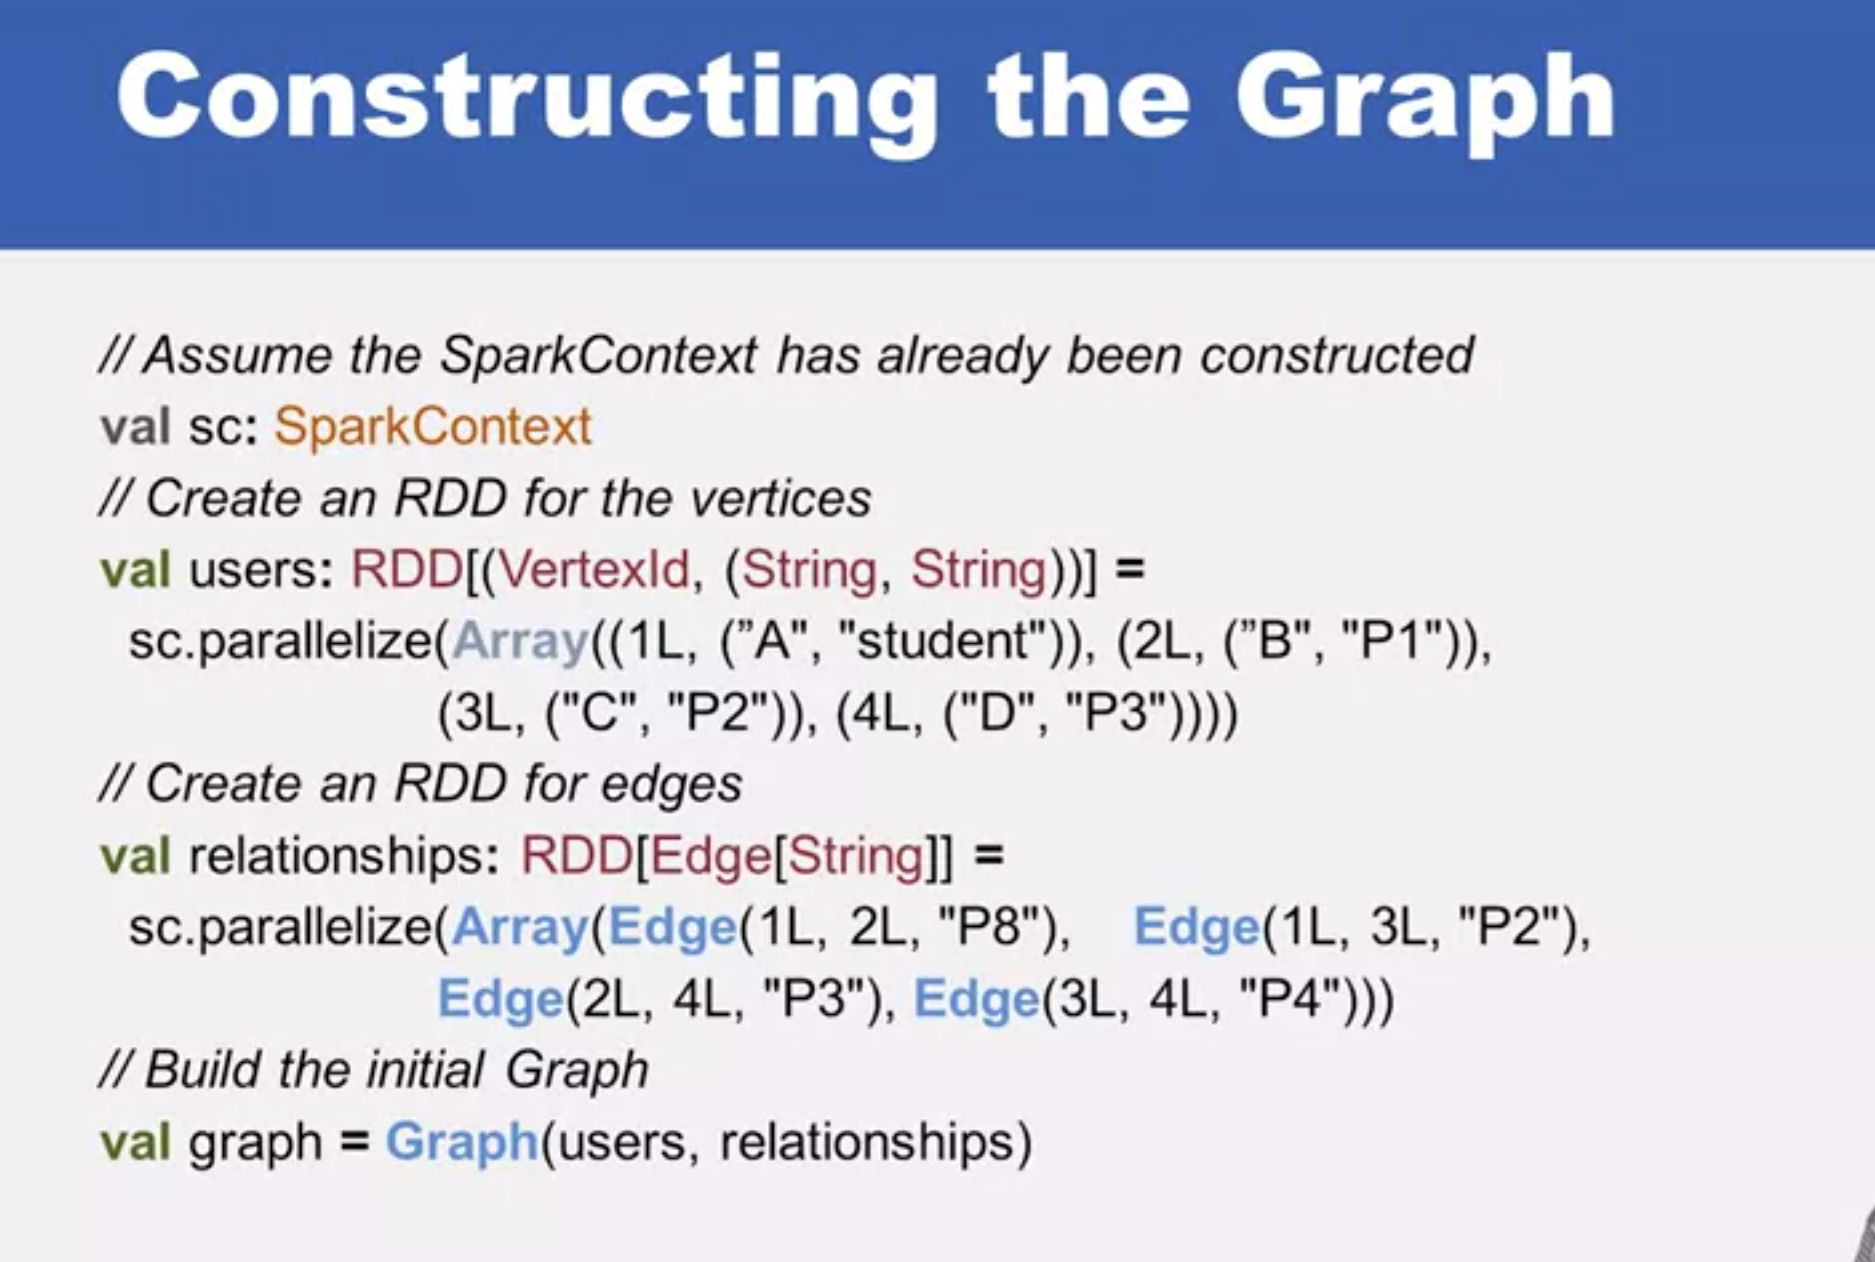 Constructing the Graph
// Assume the SparkContext has already been constructed
val sc: SparkContext
// Create an RDD for the vertices
val users: RDD[(VertexId, (String, String))] =
sc.parallelize(Array((1L, (”A", "student")), (2L, (”B", "P1")),
(3L, ("C", "P2")), (4L, ("D", "P3"))))
// Create an RDD for edges
val relationships: RDD[Edge[String]] =
sc.parallelize(Array(Edge(1L, 2L, "P8"), Edge(1L, 3L, "P2"),
Edge(2L, 4L, "P3"), Edge(3L, 4L, "P4")))
// Build the initial Graph
val graph = Graph(users, relationships)